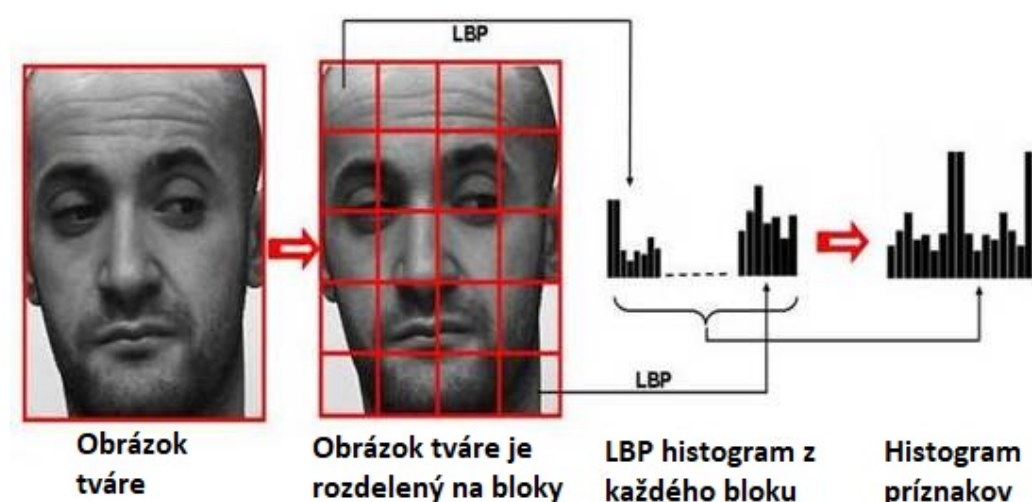 LBP
LBP
Obrázok
tváre
Obrázok tváre je
rozdelený na bloky
LBP histogram z
každého bloku
Histogram
príznakov